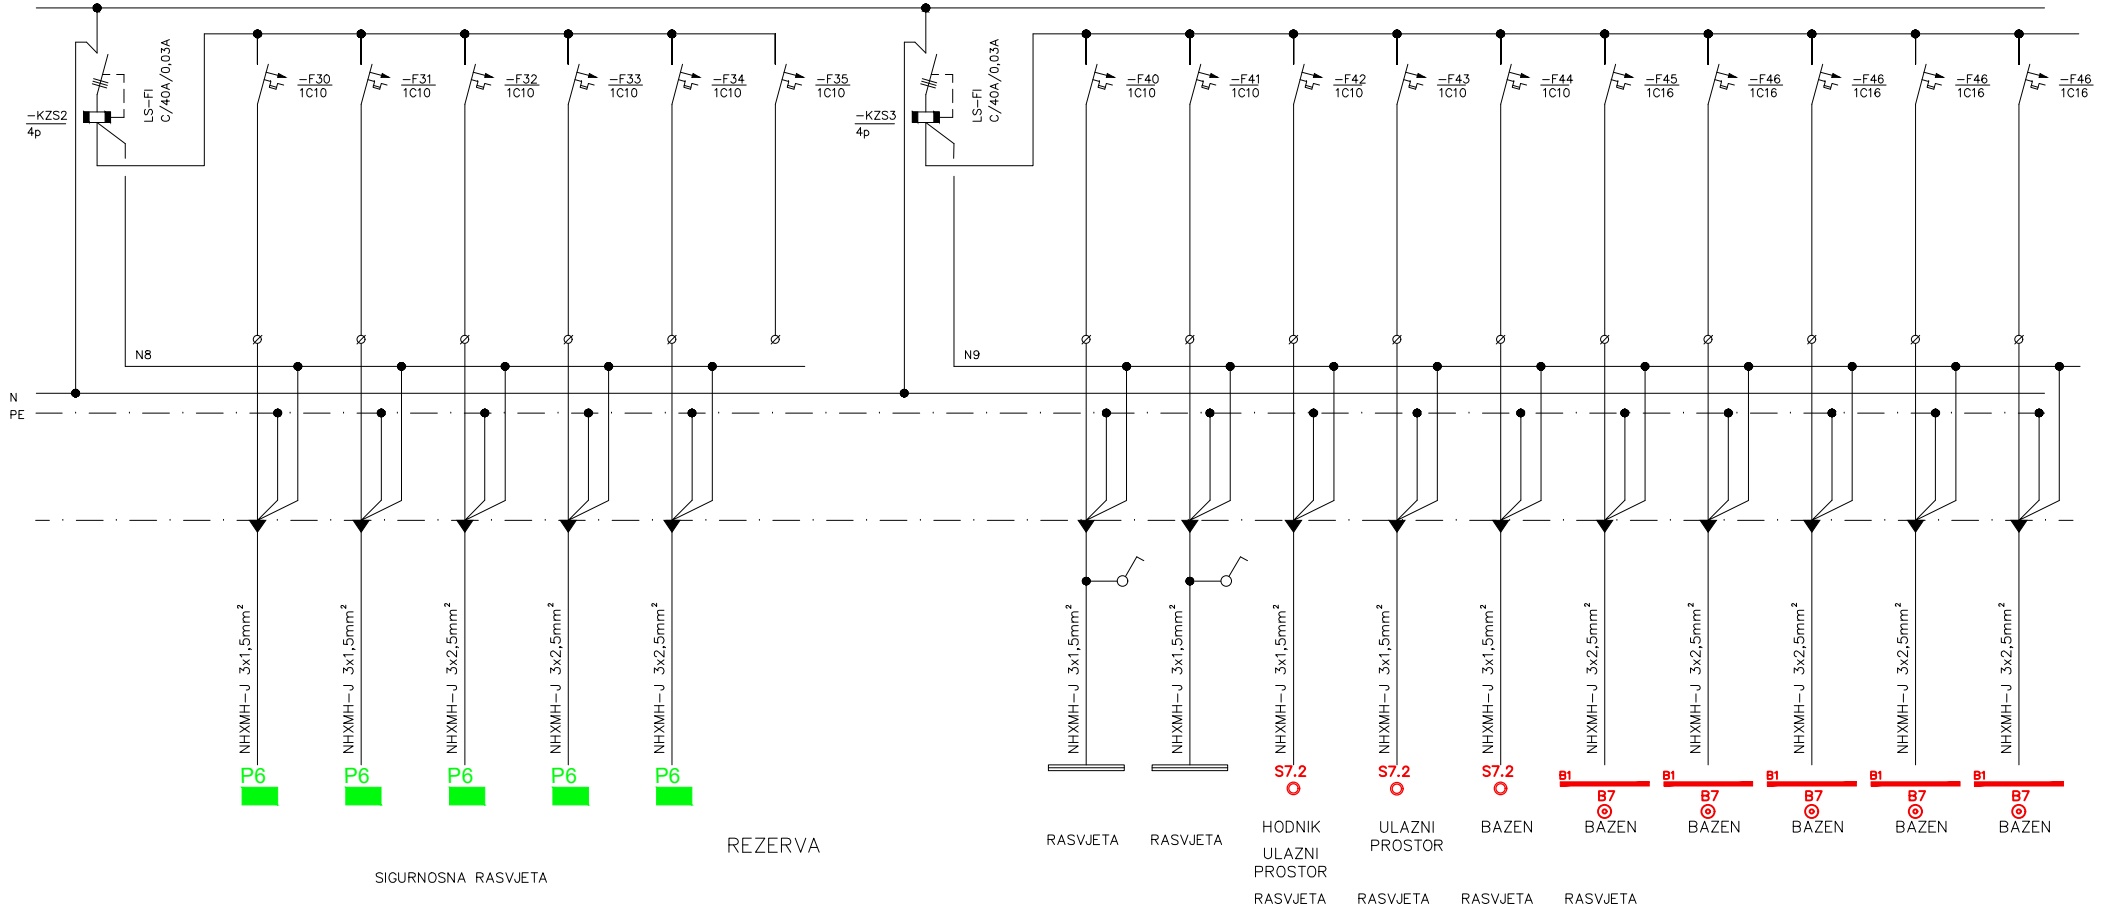 -KZS2
4p
LS-FI
C/40A/0,03A
-F30
1C10
-F31
1C10
-F32
1C10
-F33
1C10
-F34
1C10
-F35
1C10
-KZS3
4p
LS-FI
C/40A/0,03A
-F40
1C10
-F41
1C10
-F42
1C10
-F43
1C10
-F44
1C10
-F45
1C16
-F46
1C16
-F46
1C16
-F46
1C16
-F46
1C16
N8
N9
N
PE
NHXMH-J 3x1,5mm²
NHXMH-J 3x1,5mm²
NHXMH-J 3x2,5mm²
NHXMH-J 3x2,5mm²
NHXMH-J 3x2,5mm²
NHXMH-J 3x1,5mm²
NHXMH-J 3x1,5mm²
NHXMH-J 3x1,5mm²
NHXMH-J 3x1,5mm²
NHXMH-J 3x1,5mm²
NHXMH-J 3x2,5mm²
NHXMH-J 3x2,5mm²
NHXMH-J 3x2,5mm²
NHXMH-J 3x2,5mm²
NHXMH-J 3x2,5mm²
P6
P6
P6
P6
P6
S7.2
S7.2
S7.2
B1
B7
B1
B7
B1
B7
B1
B7
B1
B7
REZERVA
SIGURNOSNA RASVJETA
RASVJETA
RASVJETA
HODNIK
ULAZNI
PROSTOR
RASVJETA
ULAZNI
PROSTOR
RASVJETA
BAZEN
RASVJETA
BAZEN
RASVJETA
BAZEN
BAZEN
BAZEN
BAZEN